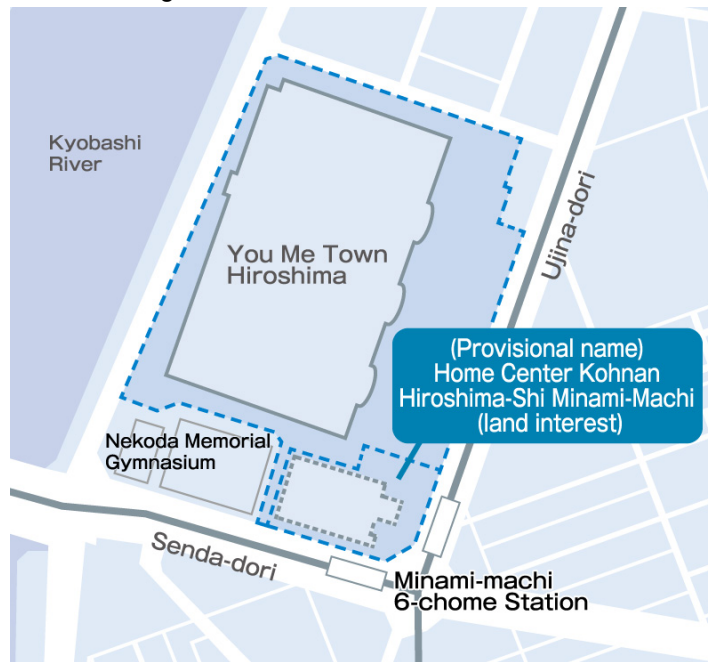 Kyobashi
River
You Me Town
Hiroshima
Ujina-dori
(Provisional name)
Home Center Kohnan
Hiroshima-Shi Minami-Machi
(land interest)
Nekoda Memorial
Gymnasium
Senda-dori
Minami-machi
6-chome Station